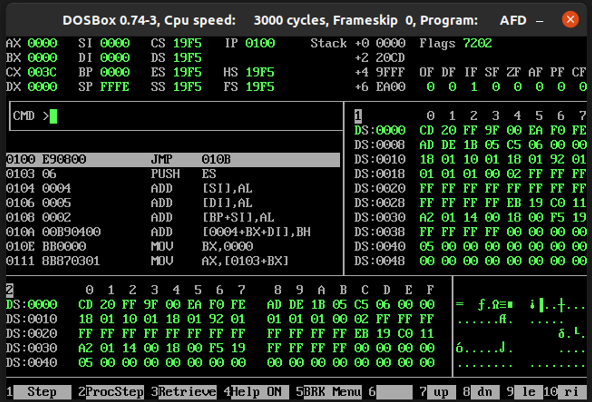 DOSBox 0.74-3, Cpu speed: 3000 cycles, Frameskip 0, Program: AFD
AX 0000 SI 0000 CS 19F5 IP 0100 Stack +0 0000 Flags 7202
BX 0000 DI 0000 DS 19F5 +2 20CD
CX 003C BP 0000 ES 19F5 HS 19F5 +4 9FFF OF DF IF SF ZF AF PF CF
DX 0000 SP FFFE SS 19F5 FS 19F5 +6 EA00 0 0 1 0 0 0 0 0
CMD >
1 0 1 2 3 4 5 6 7
DS:0000 CD 20 FF 9F 00 EA F0 FE
DS:0008 AD DE 1B 05 C5 06 00 00
0100 E90800 JMP 010B DS:0010 18 01 10 01 18 01 92 01
0103 06 PUSH ES DS:0018 01 01 01 00 02 FF FF FF
0104 0004 ADD [SI],AL DS:0020 FF FF FF FF FF FF FF FF
0106 0005 ADD [DI],AL DS:0028 FF FF FF FF EB 19 C0 11
0108 0002 ADD [BP+SI],AL DS:0030 A2 01 14 00 18 00 F5 19
010A 00B90400 ADD [0004+BX+DI],BH DS:0038 FF FF FF FF 00 00 00 00
010E BB0000 MOV BX,0000 DS:0040 05 00 00 00 00 00 00 00
0111 8B870301 MOV AX,[0103+BX] DS:0048 00 00 00 00 00 00 00 00
2 0 1 2 3 4 5 6 7 8 9 A B C D E F
DS:0000 CD 20 FF 9F 00 EA F0 FE AD DE 1B 05 C5 06 00 00
DS:0010 18 01 10 01 18 01 92 01 01 01 01 00 02 FF FF FF
DS:0020 FF FF FF FF FF FF FF FF FF FF FF FF EB 19 C0 11
DS:0030 A2 01 14 00 18 00 F5 19 FF FF FF FF 00 00 00 00
DS:0040 05 00 00 00 00 00 00 00 00 00 00 00 00 00 00 00
1 Step 2 ProcStep 3 Retrieve 4 Help ON 5 BRK Menu 6 7 up 8 dn 9 le 10 ri